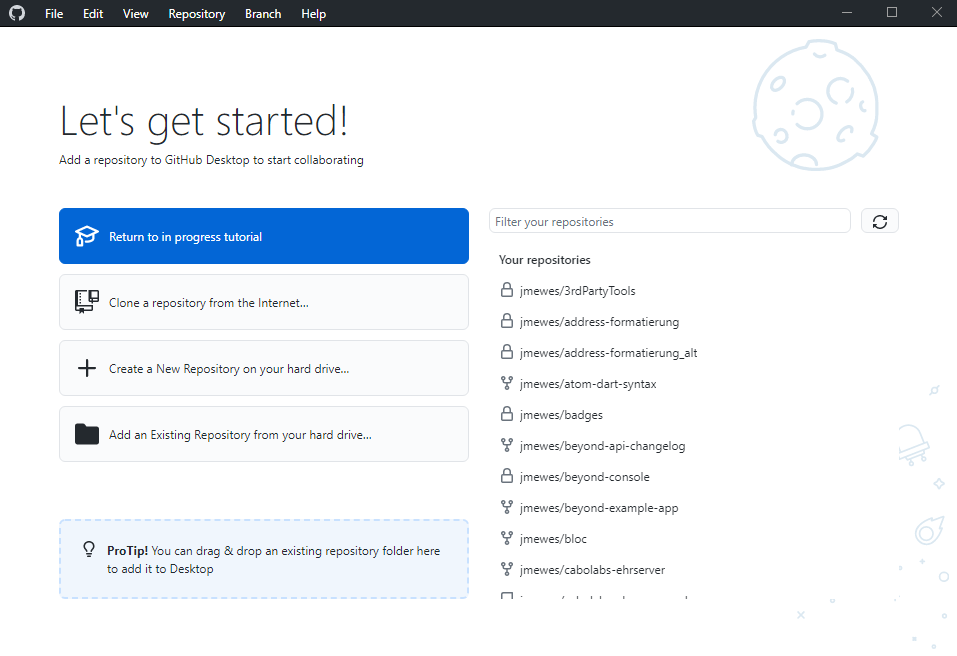 File Edit View Repository Branch Help
Let's get started!
Add a repository to GitHub Desktop to start collaborating
Return to in progress tutorial
Clone a repository from the Internet...
Create a New Repository on your hard drive...
Add an Existing Repository from your hard drive...
ProTip! You can drag & drop an existing repository folder here
to add it to Desktop
Filter your repositories
Your repositories
jmewes/3rdPartyTools
jmewes/address-formatierung
jmewes/address-formatierung_alt
jmewes/atom-dart-syntax
jmewes/badges
jmewes/beyond-api-changelog
jmewes/beyond-console
jmewes/beyond-example-app
jmewes/bloc
jmewes/cabolabs-ehrserver